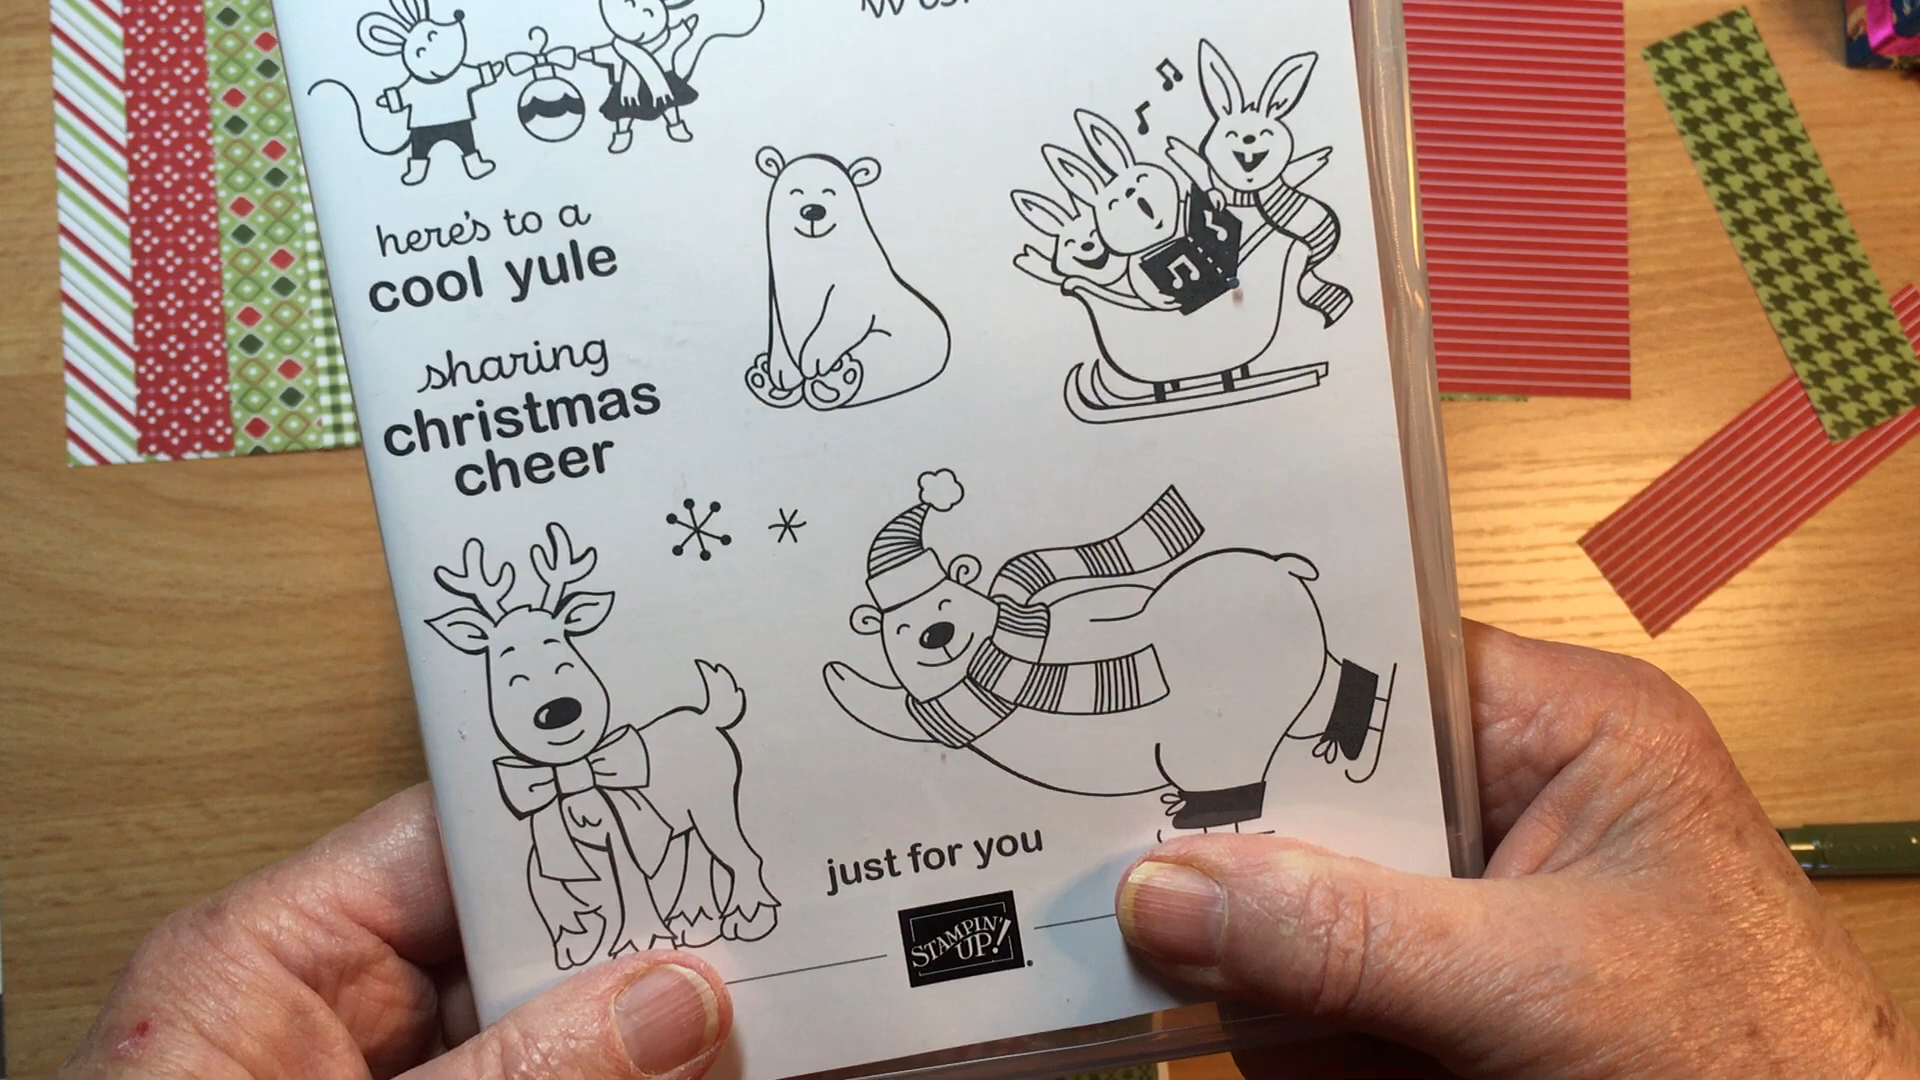 here's to a
cool yule
sharing
christmas
cheer
just for you
STAMPIN'
UP!